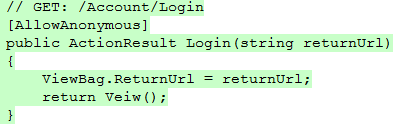 // GET: /Account/Login
[AllowAnonymous]
public ActionResult Login(string returnUrl)
{
    ViewBag.ReturnUrl = returnUrl;
    return Veiw();
}